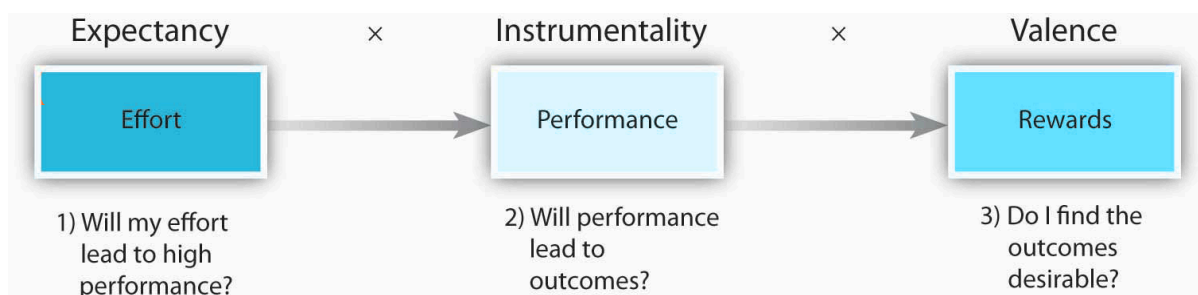 Expectancy × Instrumentality × Valence
Effort Performance Rewards
1) Will my effort
lead to high
performance?
2) Will performance
lead to
outcomes?
3) Do I find the
outcomes
desirable?